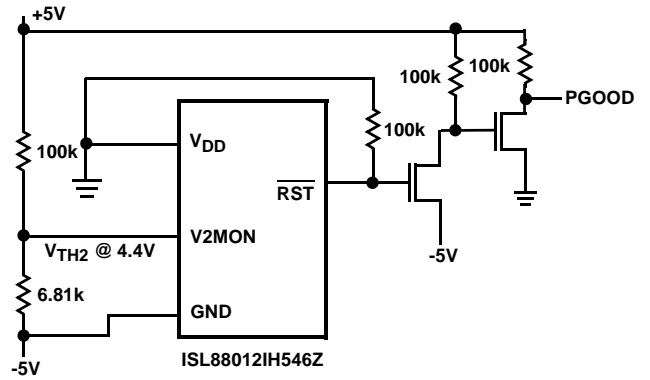 +5V
100k
100k
PGOOD
100k
100k
VDD
RST
V2MON
VTH2 @ 4.4V
6.81k
GND
-5V
-5V
ISL88012IH546Z